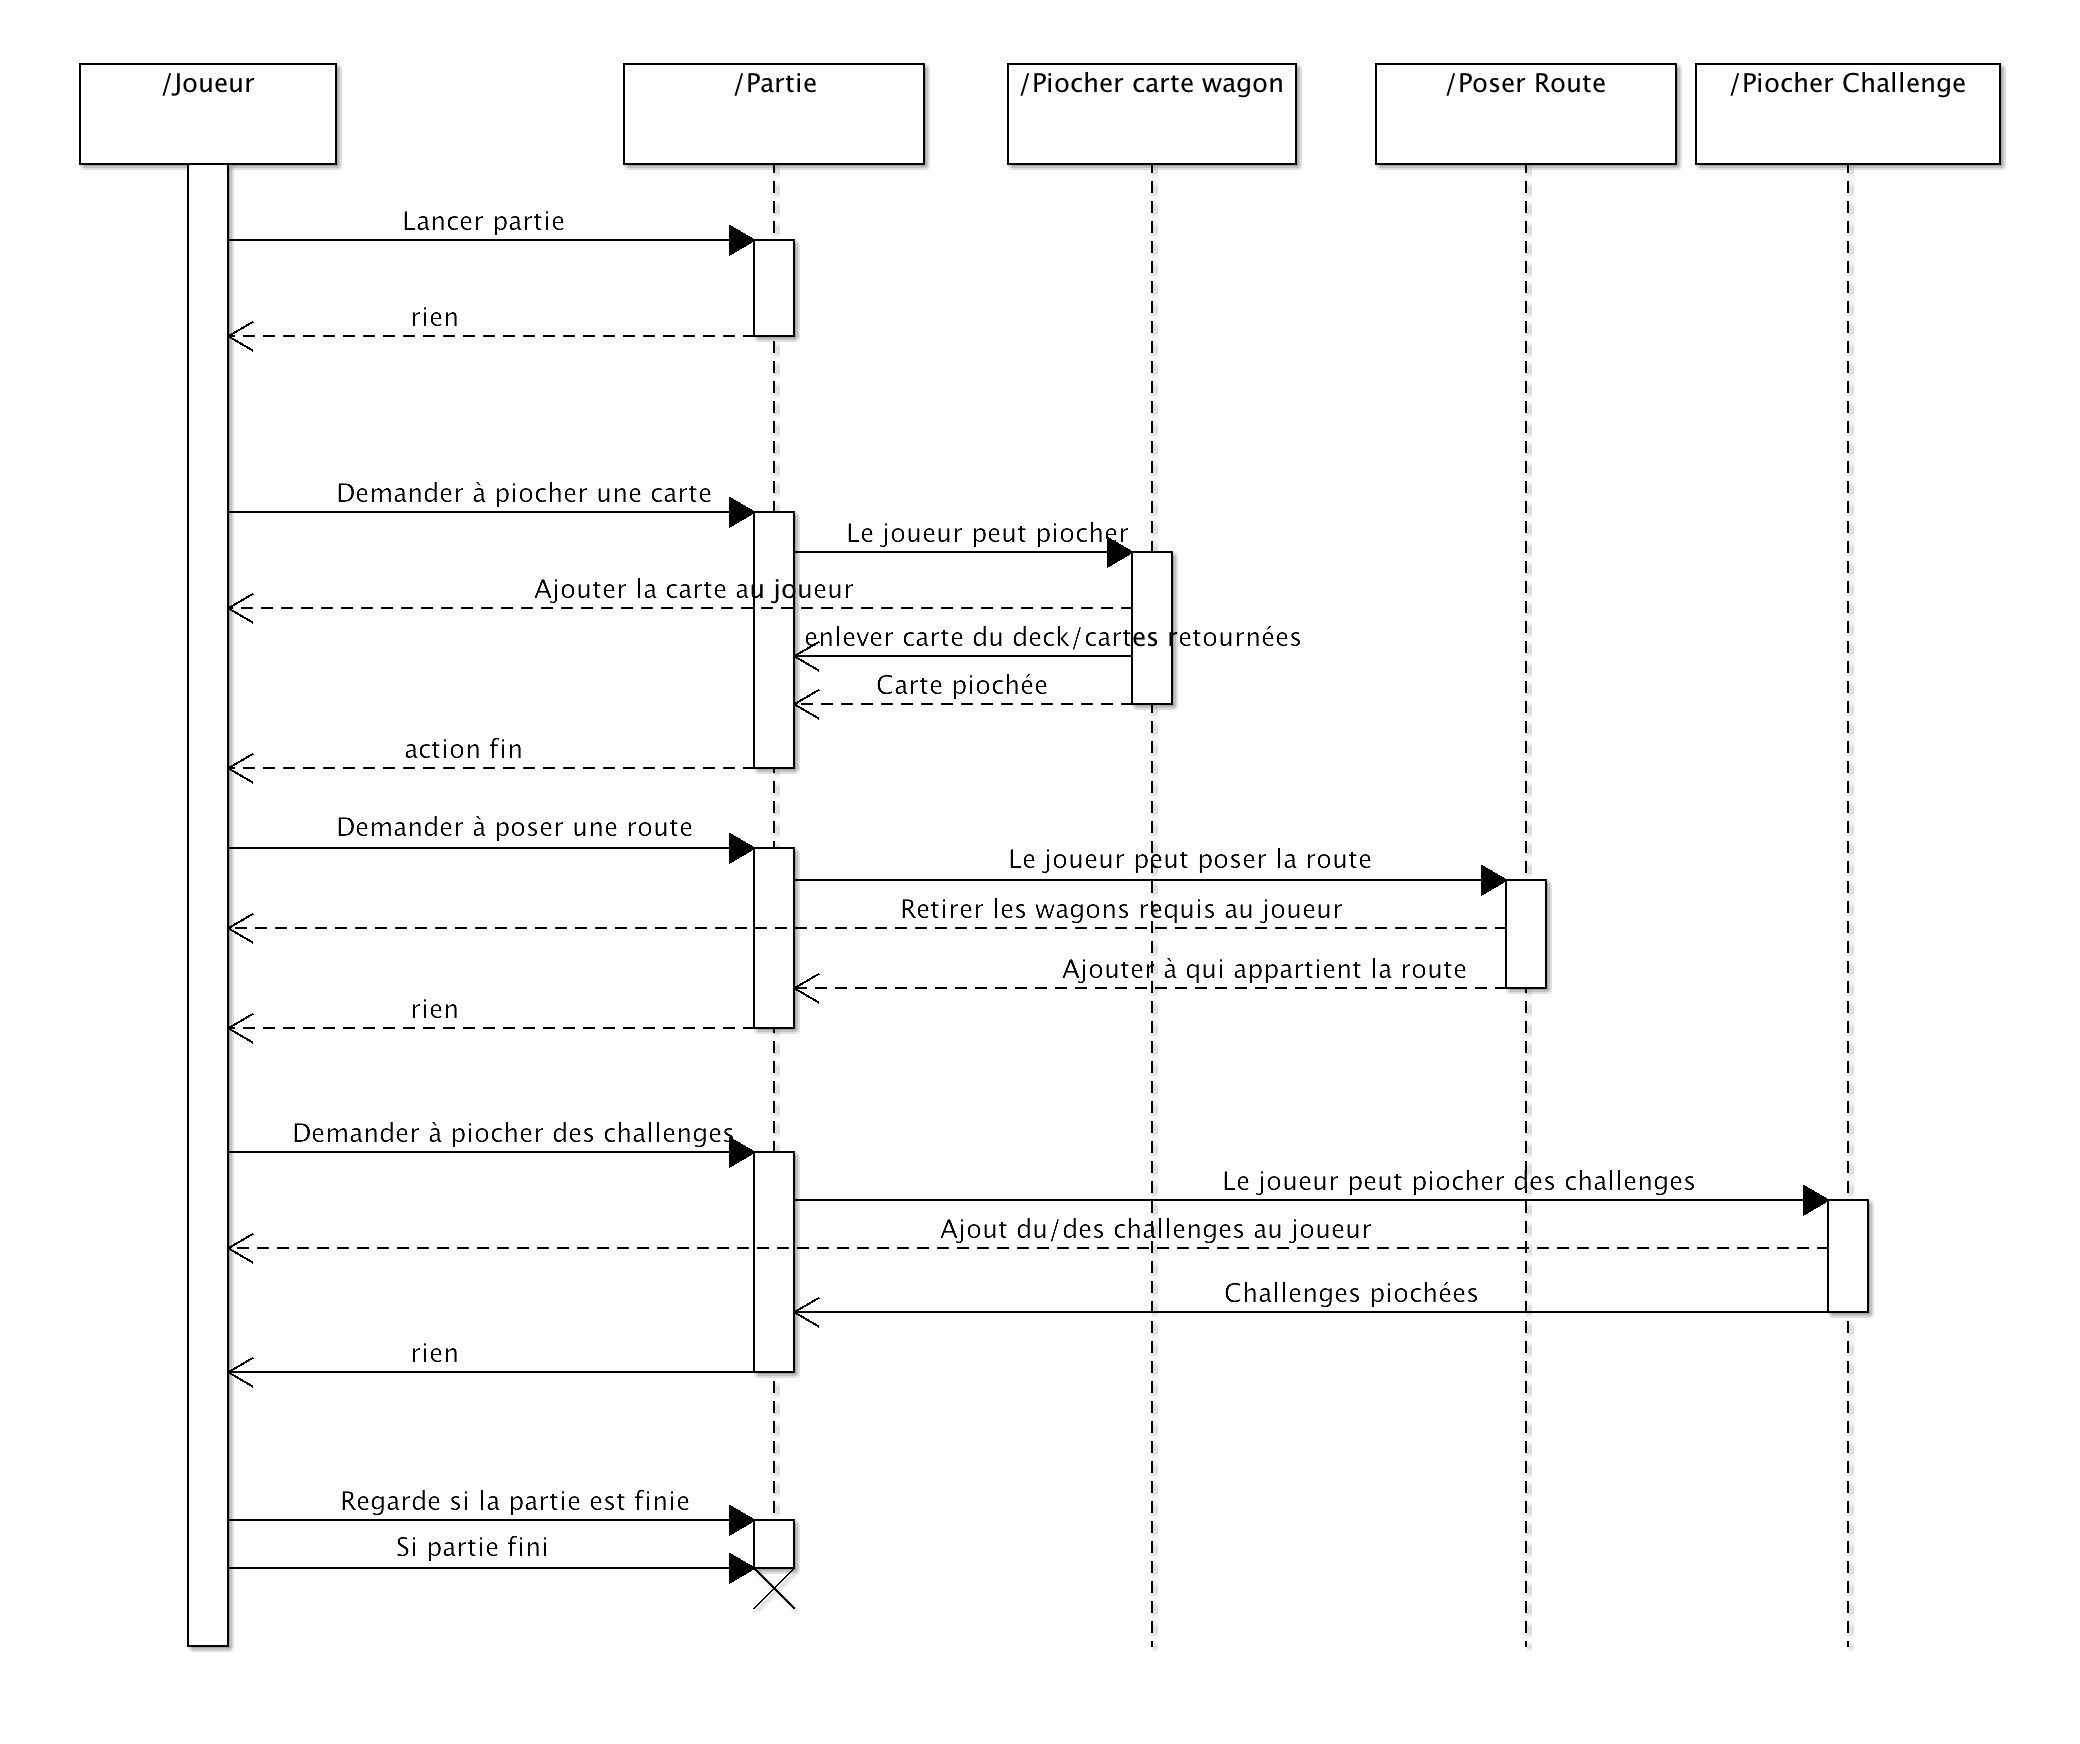 /Joueur
/Partie
/Piocher carte wagon
/Poser Route
/Piocher Challenge
Lancer partie
rien
Demander à piocher une carte
Le joueur peut piocher
Ajouter la carte au joueur
enlever carte du deck/cartes retournées
Carte piochée
action fin
Demander à poser une route
Le joueur peut poser la route
Retirer les wagons requis au joueur
Ajouter à qui appartient la route
rien
Demander à piocher des challenges
Le joueur peut piocher des challenges
Ajout du/des challenges au joueur
Challenges piochées
rien
Regarde si la partie est finie
Si partie fini